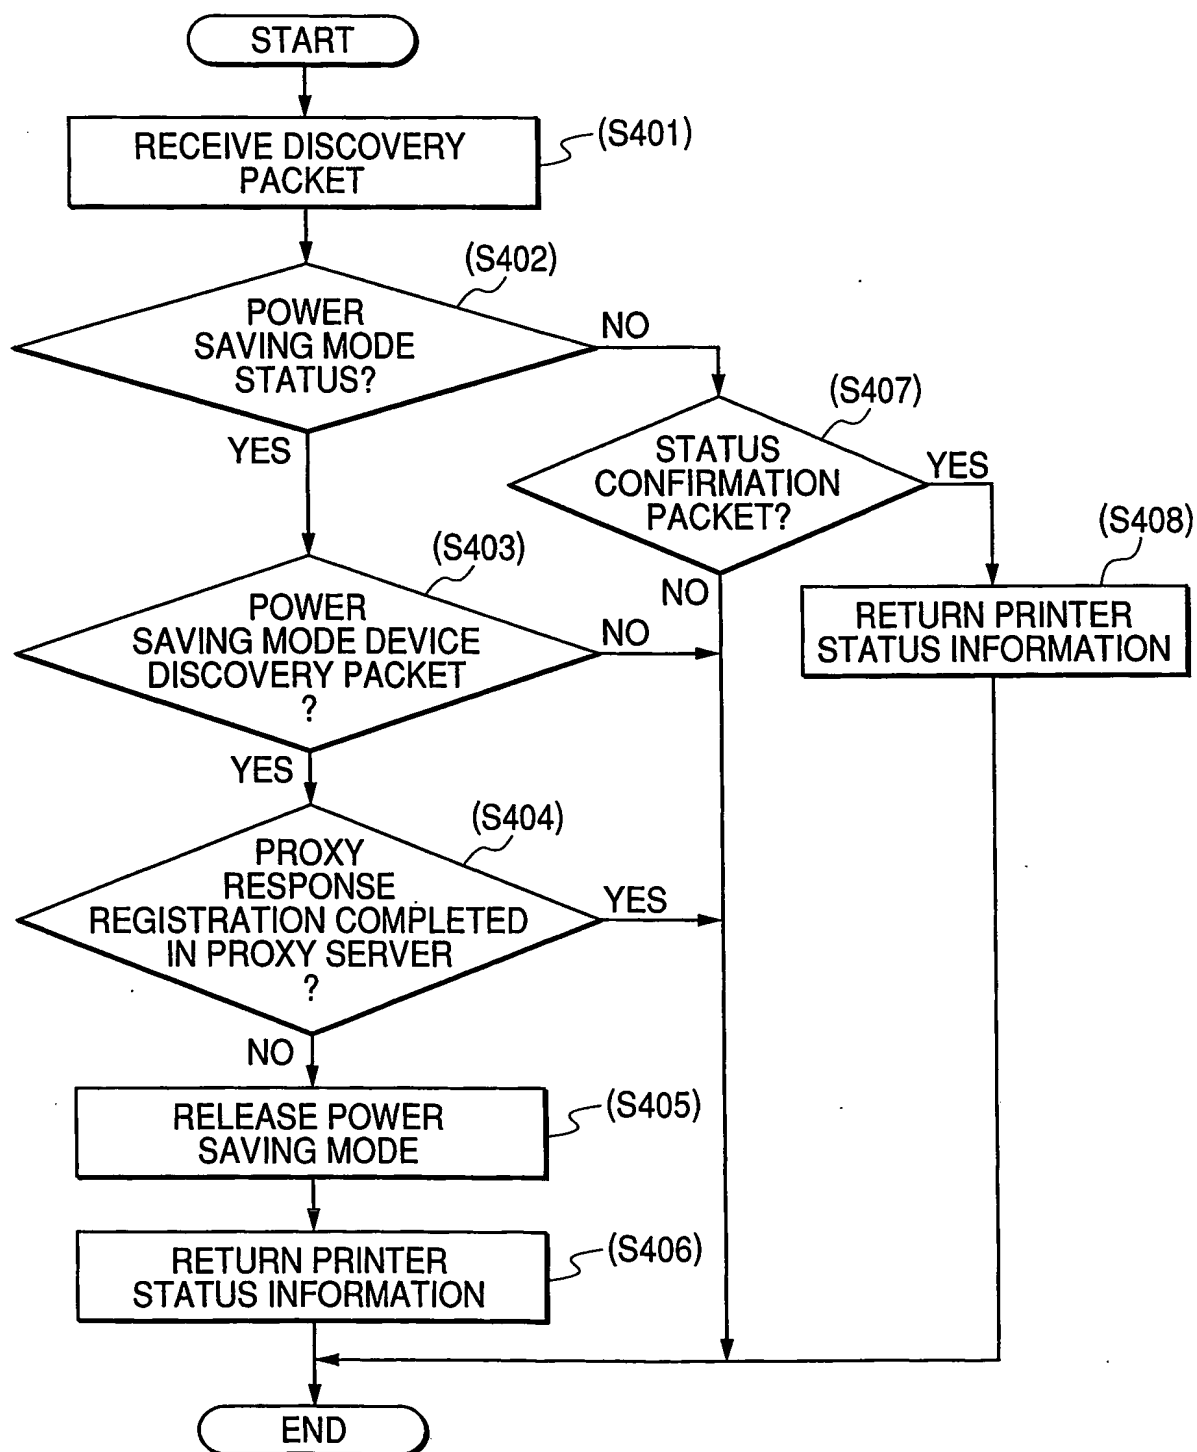 START
RECEIVE DISCOVERY
PACKET
(S401)
POWER
SAVING MODE
STATUS?
(S402)
NO
YES
STATUS
CONFIRMATION
PACKET?
(S407)
YES
NO
RETURN PRINTER
STATUS INFORMATION
(S408)
POWER
SAVING MODE DEVICE
DISCOVERY PACKET
?
(S403)
NO
YES
PROXY
RESPONSE
REGISTRATION COMPLETED
IN PROXY SERVER
?
(S404)
YES
NO
RELEASE POWER
SAVING MODE
(S405)
RETURN PRINTER
STATUS INFORMATION
(S406)
END